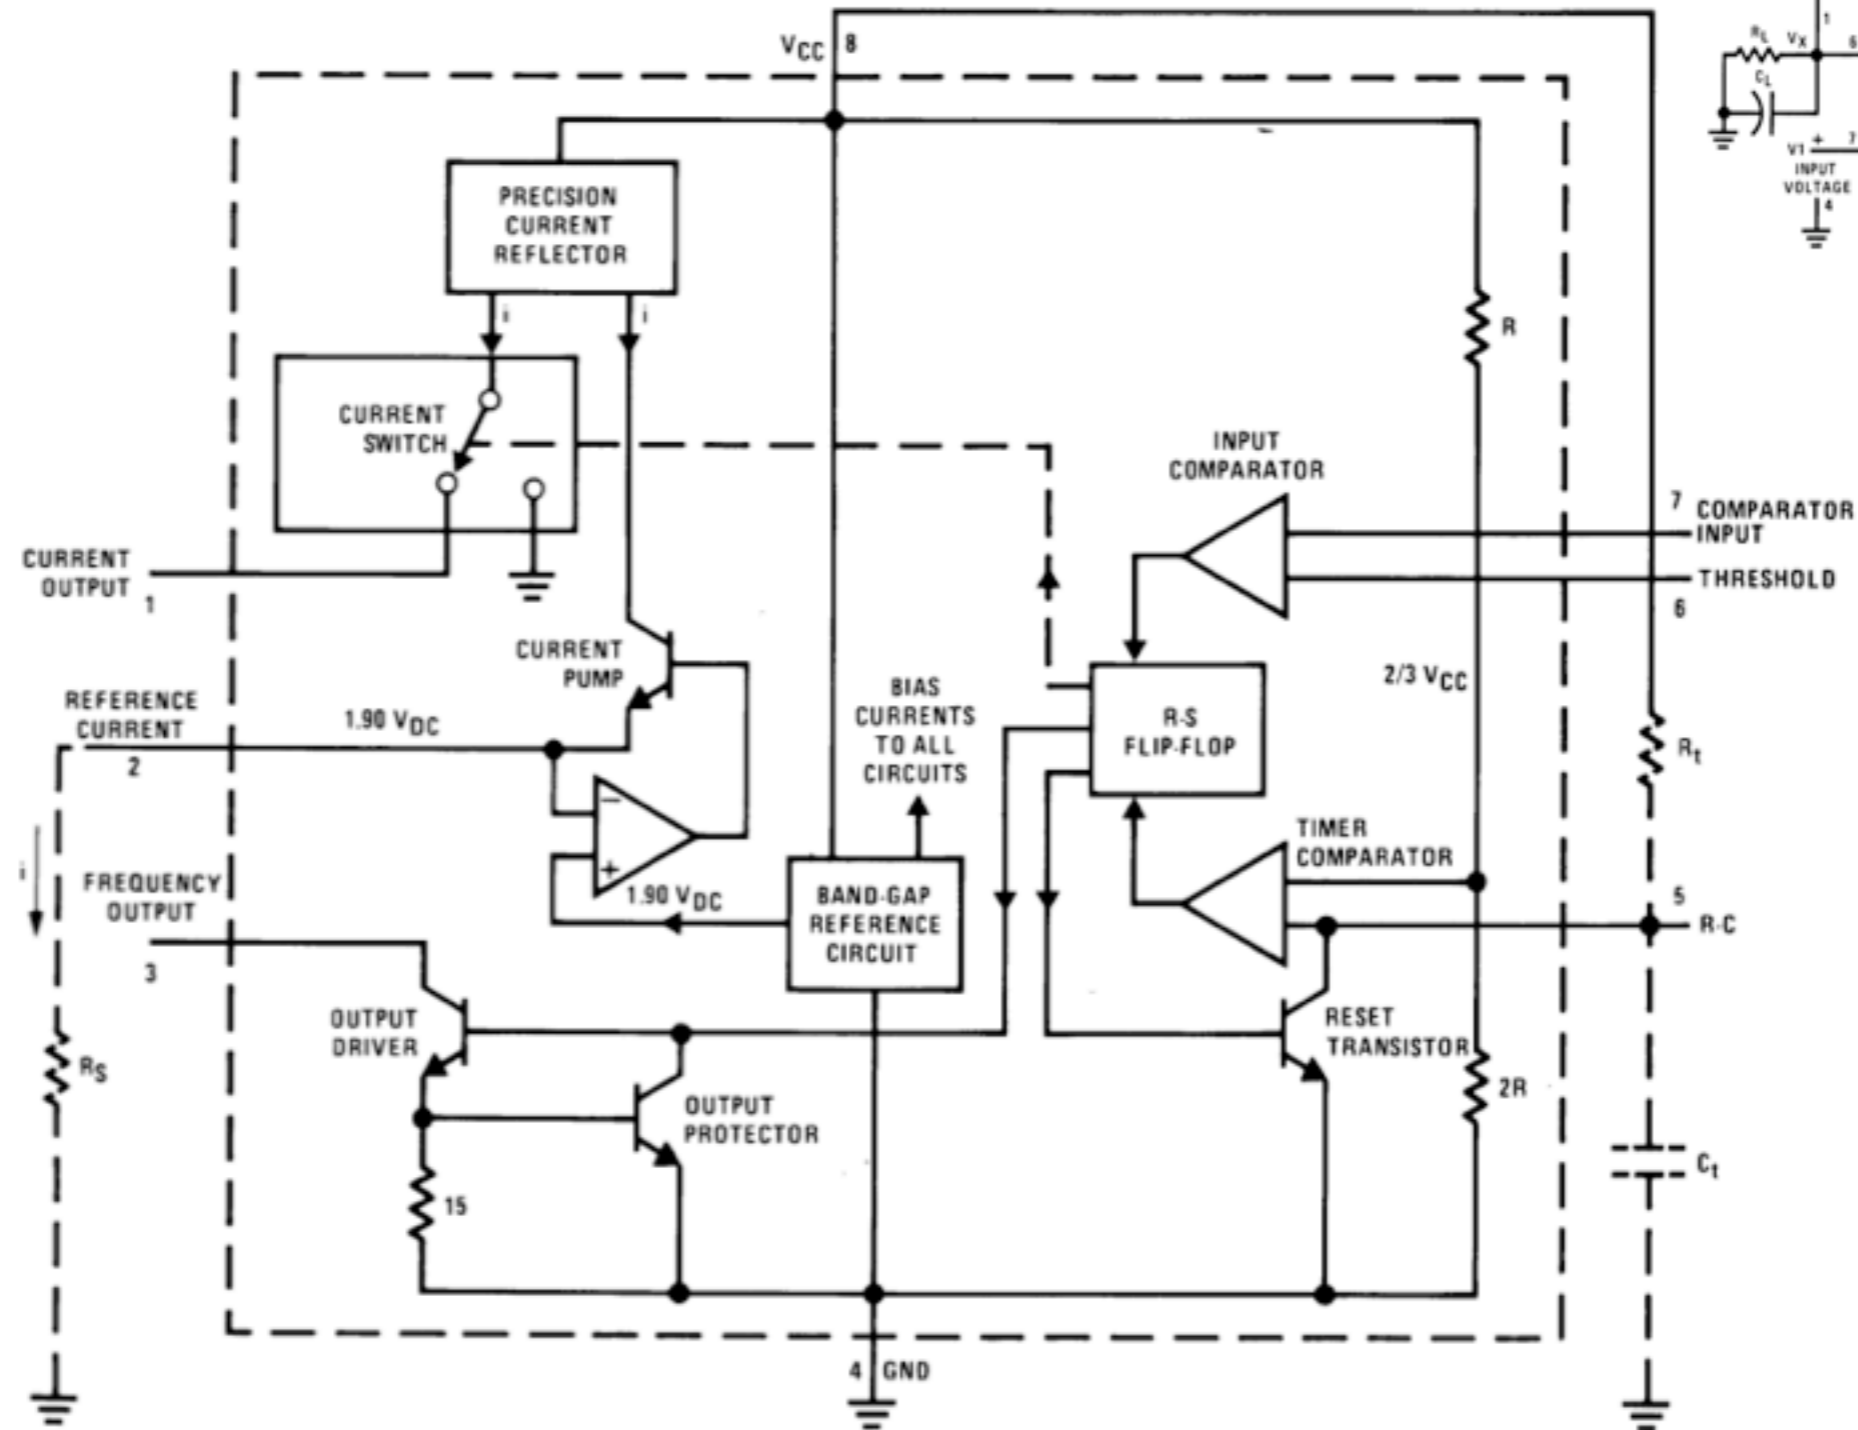 VCC 8
RL VX
1
6
CL
V1 + 7
INPUT
VOLTAGE
4
PRECISION
CURRENT
REFLECTOR
i
i
R
CURRENT
SWITCH
INPUT
COMPARATOR
7
COMPARATOR
INPUT
THRESHOLD
6
CURRENT
OUTPUT
1
CURRENT
PUMP
REFERENCE
CURRENT
2
1.90 VDC
BIAS
CURRENTS
TO ALL
CIRCUITS
R-S
FLIP-FLOP
2/3 VCC
Rt
−
+
1.90 VDC
BAND-GAP
REFERENCE
CIRCUIT
TIMER
COMPARATOR
5
R-C
i
FREQUENCY
OUTPUT
3
OUTPUT
DRIVER
RS
OUTPUT
PROTECTOR
RESET
TRANSISTOR
2R
Ct
15
4 GND